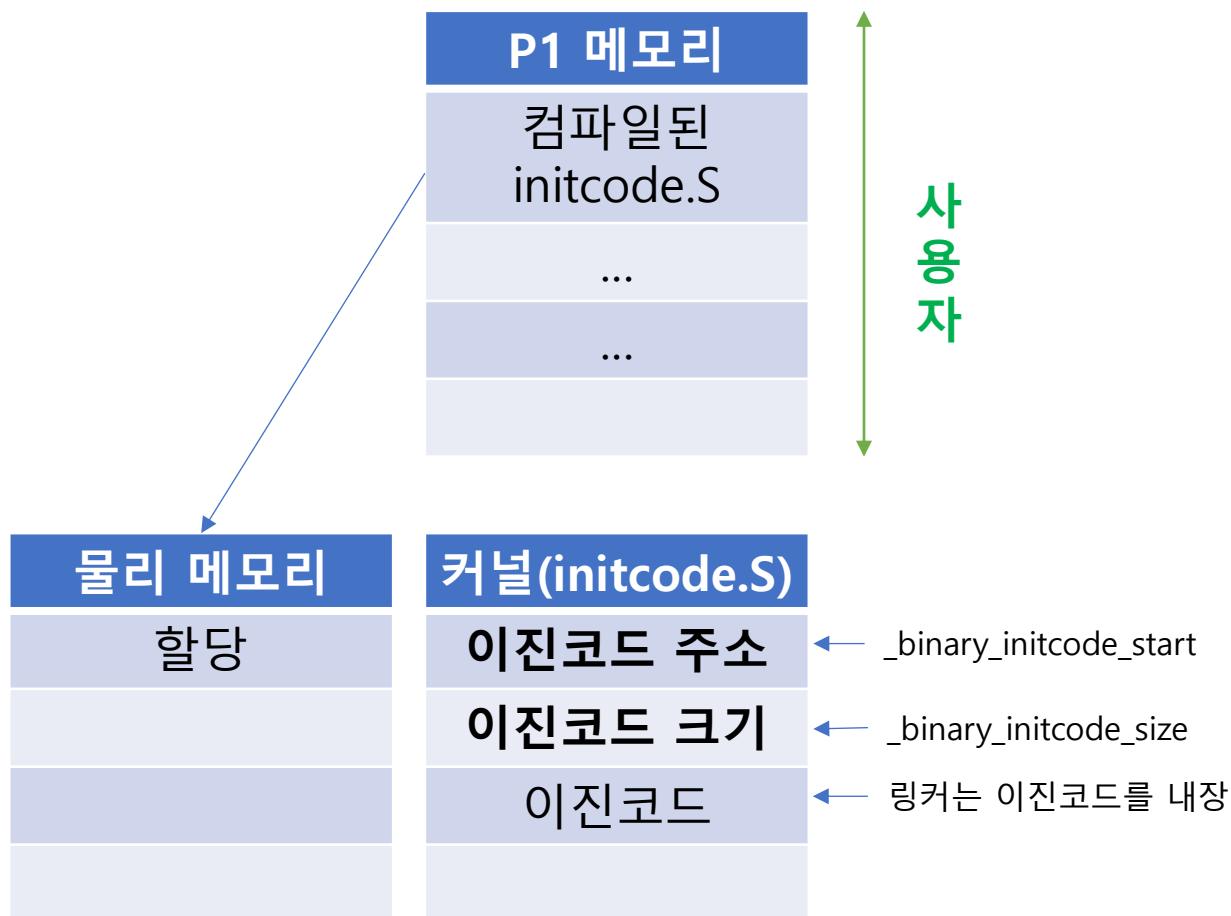 P1 메모리
컴파일된
initcode.S
...
...
사
용
자
물리 메모리
할당
커널(initcode.S)
이진코드 주소
이진코드 크기
이진코드
_binary_initcode_start
_binary_initcode_size
링커는 이진코드를 내장